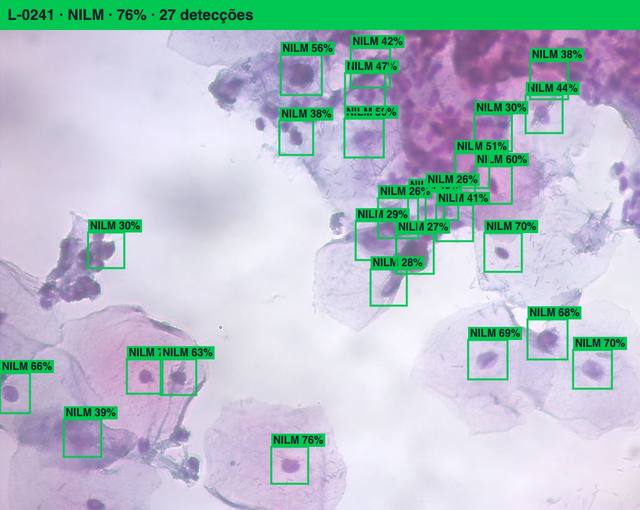 L-0241 · NILM · 76% · 27 detecções
NILM 42%
NILM 56%
NILM 38%
NILM 47%
NILM 44%
NILM 30%
NILM 38%
NILM 51%
NILM 60%
NILM 26%
NILM 26%
NILM 41%
NILM 29%
NILM 27%
NILM 30%
NILM 70%
NILM 28%
NILM 68%
NILM 69%
NILM 70%
NILM 63%
NILM 66%
NILM 39%
NILM 76%